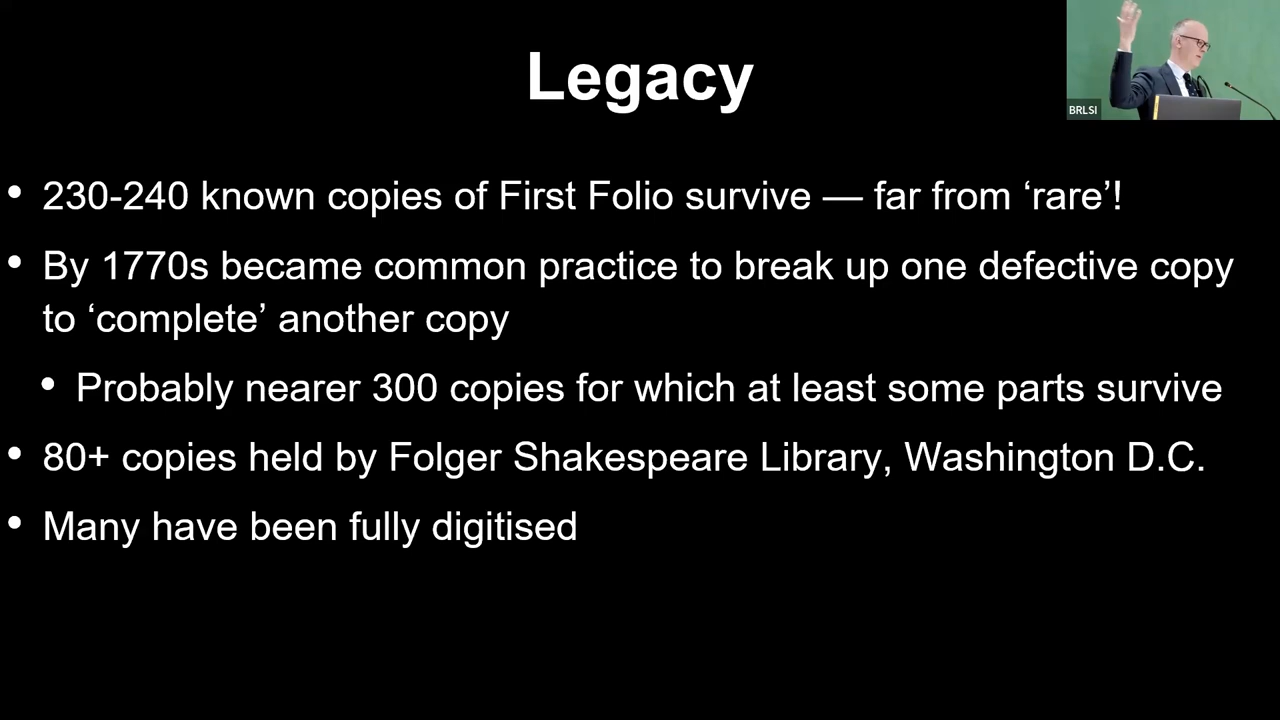 Legacy
BRLSI
• 230-240 known copies of First Folio survive — far from ‘rare’!
• By 1770s became common practice to break up one defective copy
to ‘complete’ another copy
• Probably nearer 300 copies for which at least some parts survive
• 80+ copies held by Folger Shakespeare Library, Washington D.C.
• Many have been fully digitised